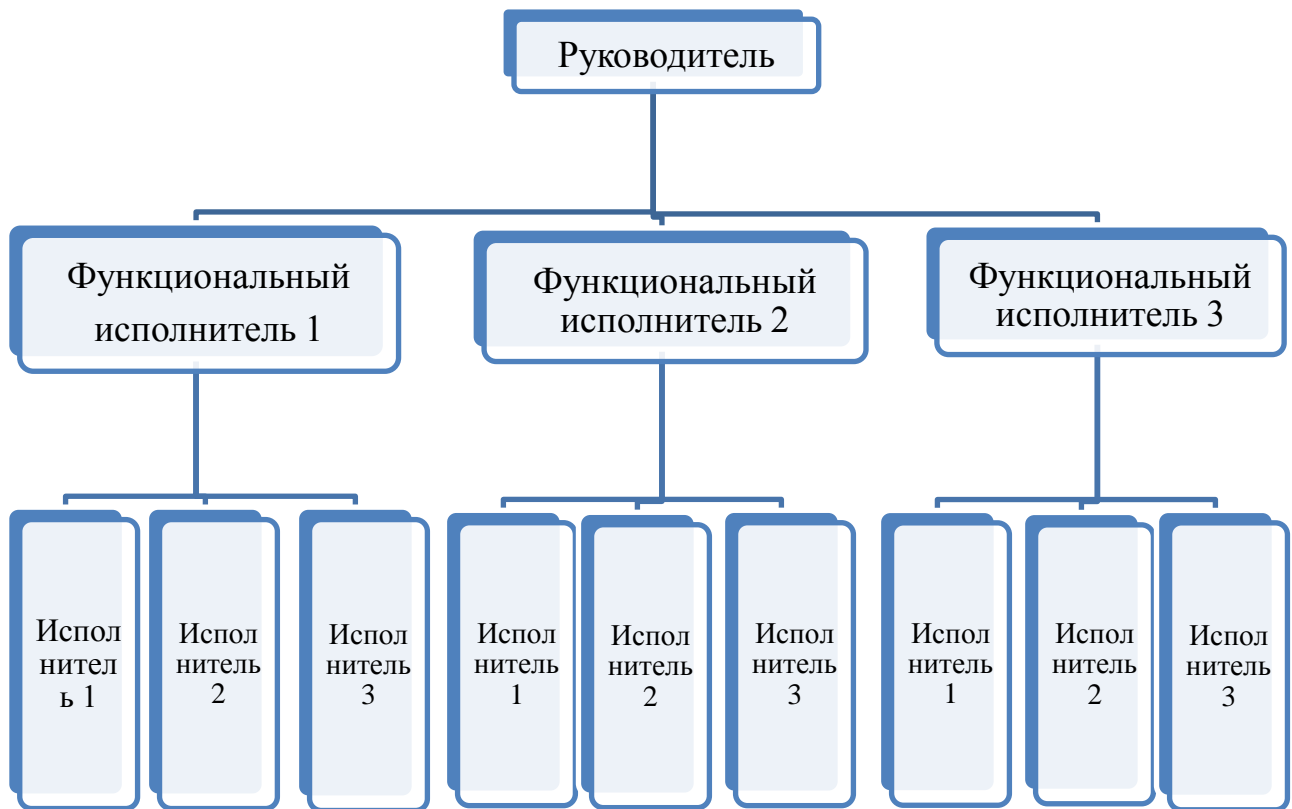 Руководитель
Функциональный
исполнитель 1
Функциональный
исполнитель 2
Функциональный
исполнитель 3
Испол
нител
ь 1
Испол
нитель
2
Испол
нитель
3
Испол
нитель
1
Испол
нитель
2
Испол
нитель
3
Испол
нитель
1
Испол
нитель
2
Испол
нитель
3